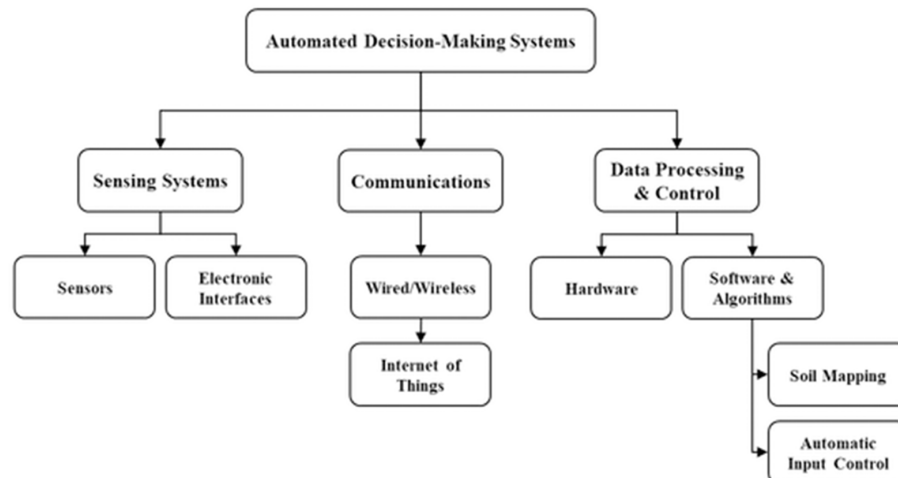 Automated Decision-Making Systems
Sensing Systems
Communications
Data Processing
& Control
Sensors
Electronic
Interfaces
Wired/Wireless
Hardware
Software &
Algorithms
Internet of
Things
Soil Mapping
Automatic
Input Control